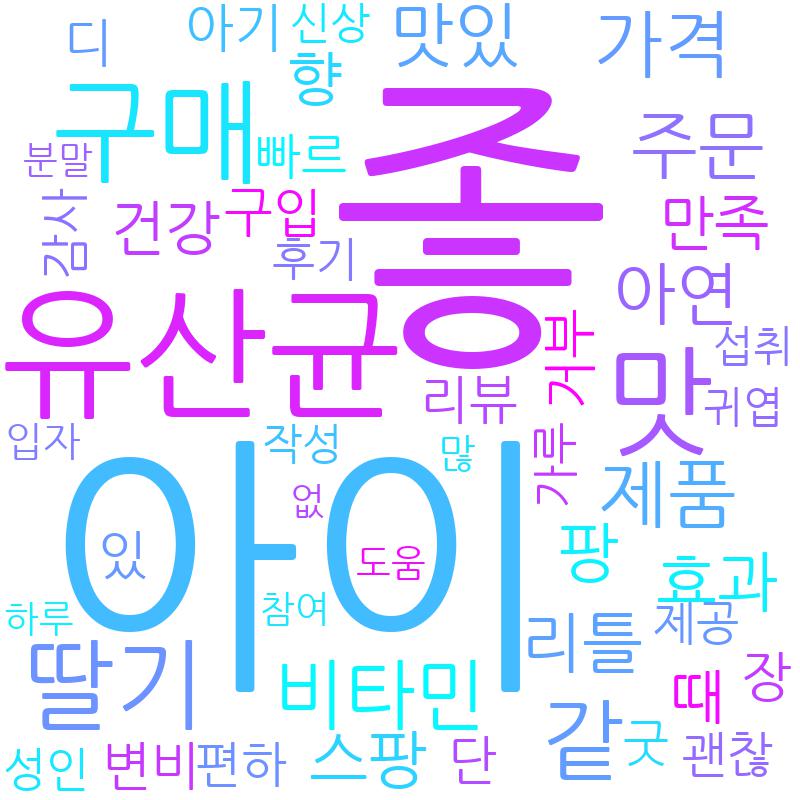 디
아기
신상
맛있
가격
향
구매
좋
빠르
주문
분말
감사
건강
구입
만족
후기
아연
유산균
거부
섭취
맛
리뷰
귀엽
입자
작성
많
가루
아이
제품
없
있
도움
팡
효과
하루
참여
리틀
제공
딸기
비타민
때
장
같
굿
괜찮
성인
변비
편하
스팡
단